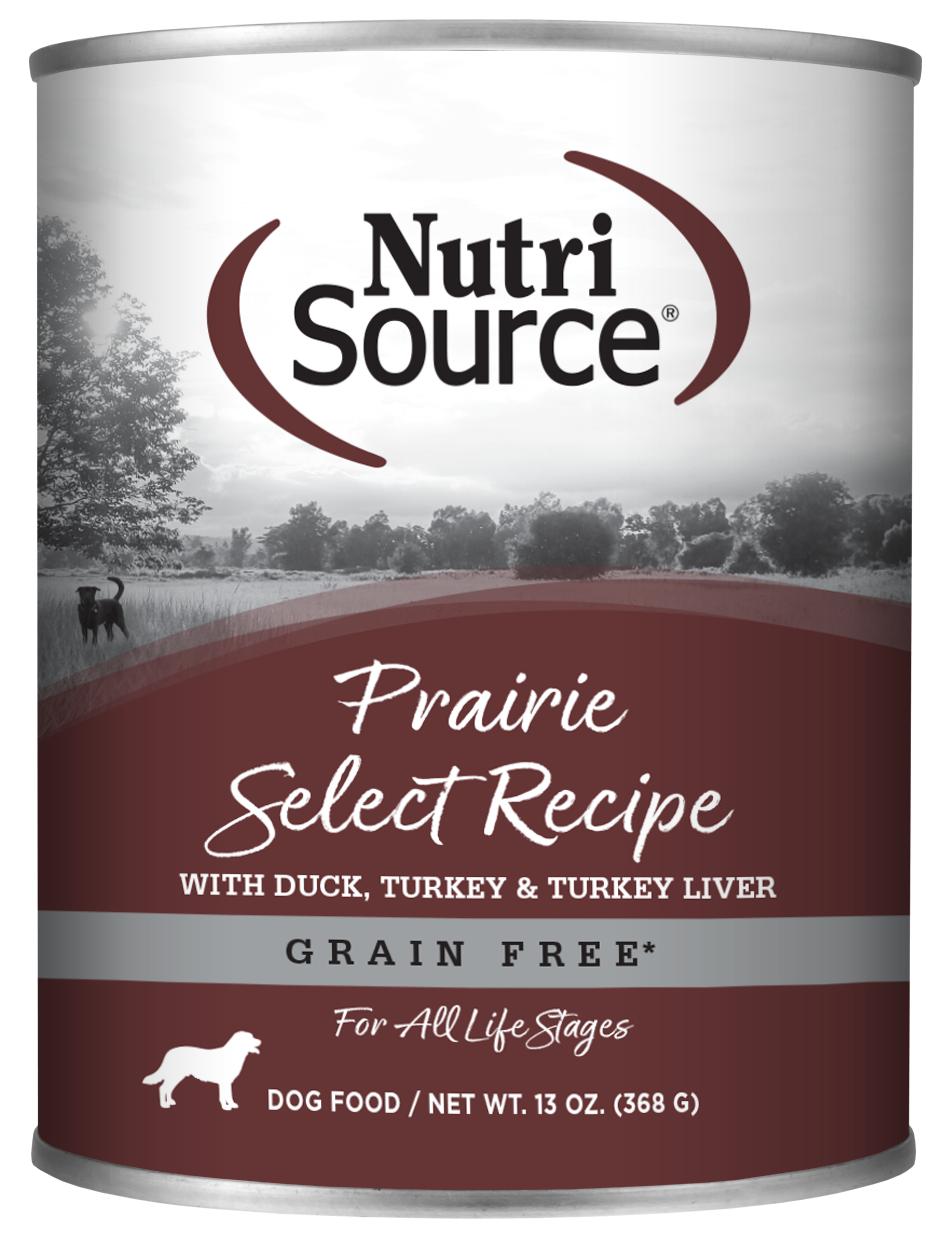 Nutri
Source®
Prairie
Select Recipe
WITH DUCK, TURKEY & TURKEY LIVER
GRAIN FREE*
For All Life Stages
DOG FOOD / NET WT. 13 OZ. (368 G)